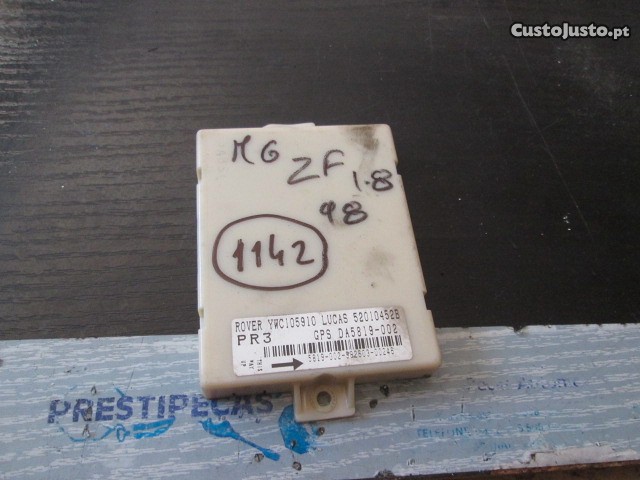 CustoJusto.pt
MG
ZF 1.8
98
1142
ROVER YWC105910 LUCAS 52010452B
PR3 GPS DA5819-002
PRESTIPEÇAS